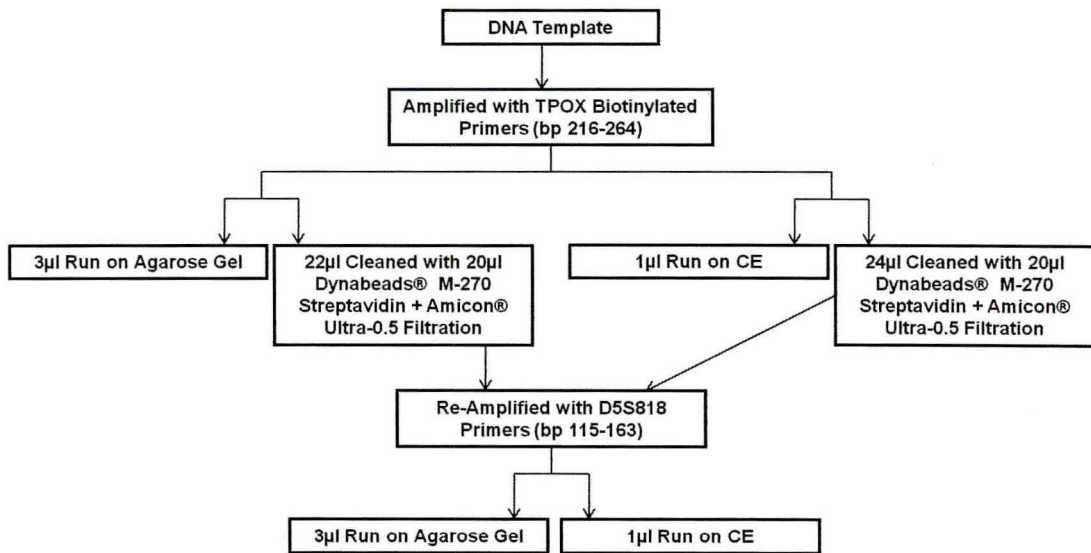 DNA Template
Amplified with TPOX Biotinylated
Primers (bp 216-264)
3µl Run on Agarose Gel
22µl Cleaned with 20µl
Dynabeads® M-270
Streptavidin + Amicon®
Ultra-0.5 Filtration
1µl Run on CE
24µl Cleaned with 20µl
Dynabeads® M-270
Streptavidin + Amicon®
Ultra-0.5 Filtration
Re-Amplified with D5S818
Primers (bp 115-163)
3µl Run on Agarose Gel
1µl Run on CE